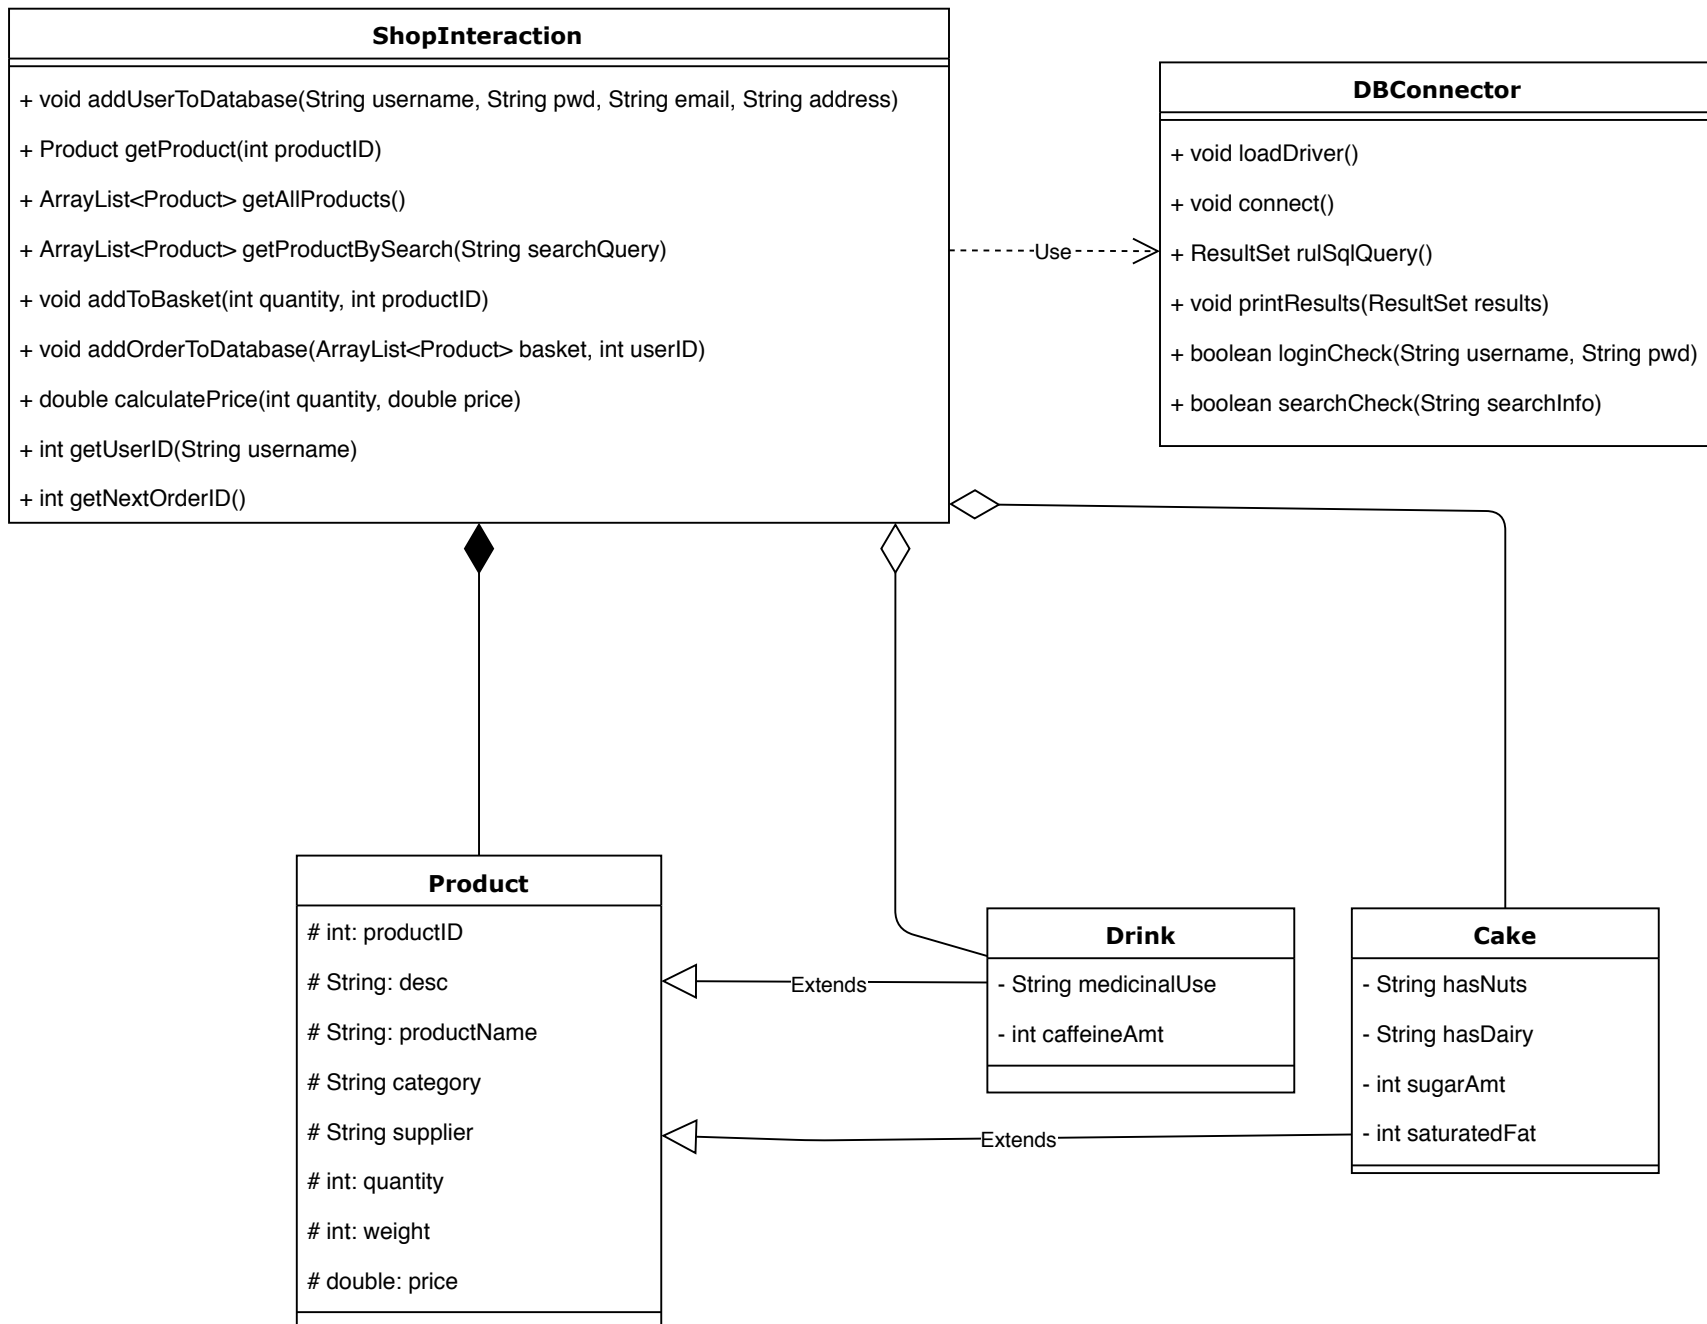 ShopInteraction
+ void addUserToDatabase(String username, String pwd, String email, String address)
+ Product getProduct(int productID)
+ ArrayList<Product> getAllProducts()
+ ArrayList<Product> getProductBySearch(String searchQuery)
+ void addToBasket(int quantity, int productID)
+ void addOrderToDatabase(ArrayList<Product> basket, int userID)
+ double calculatePrice(int quantity, double price)
+ int getUserID(String username)
+ int getNextOrderID()
Use
DBConnector
+ void loadDriver()
+ void connect()
+ ResultSet rulSqlQuery()
+ void printResults(ResultSet results)
+ boolean loginCheck(String username, String pwd)
+ boolean searchCheck(String searchInfo)
Product
# int: productID
# String: desc
# String: productName
# String category
# String supplier
# int: quantity
# int: weight
# double: price
Extends
Extends
Drink
- String medicinalUse
- int caffeineAmt
Cake
- String hasNuts
- String hasDairy
- int sugarAmt
- int saturatedFat